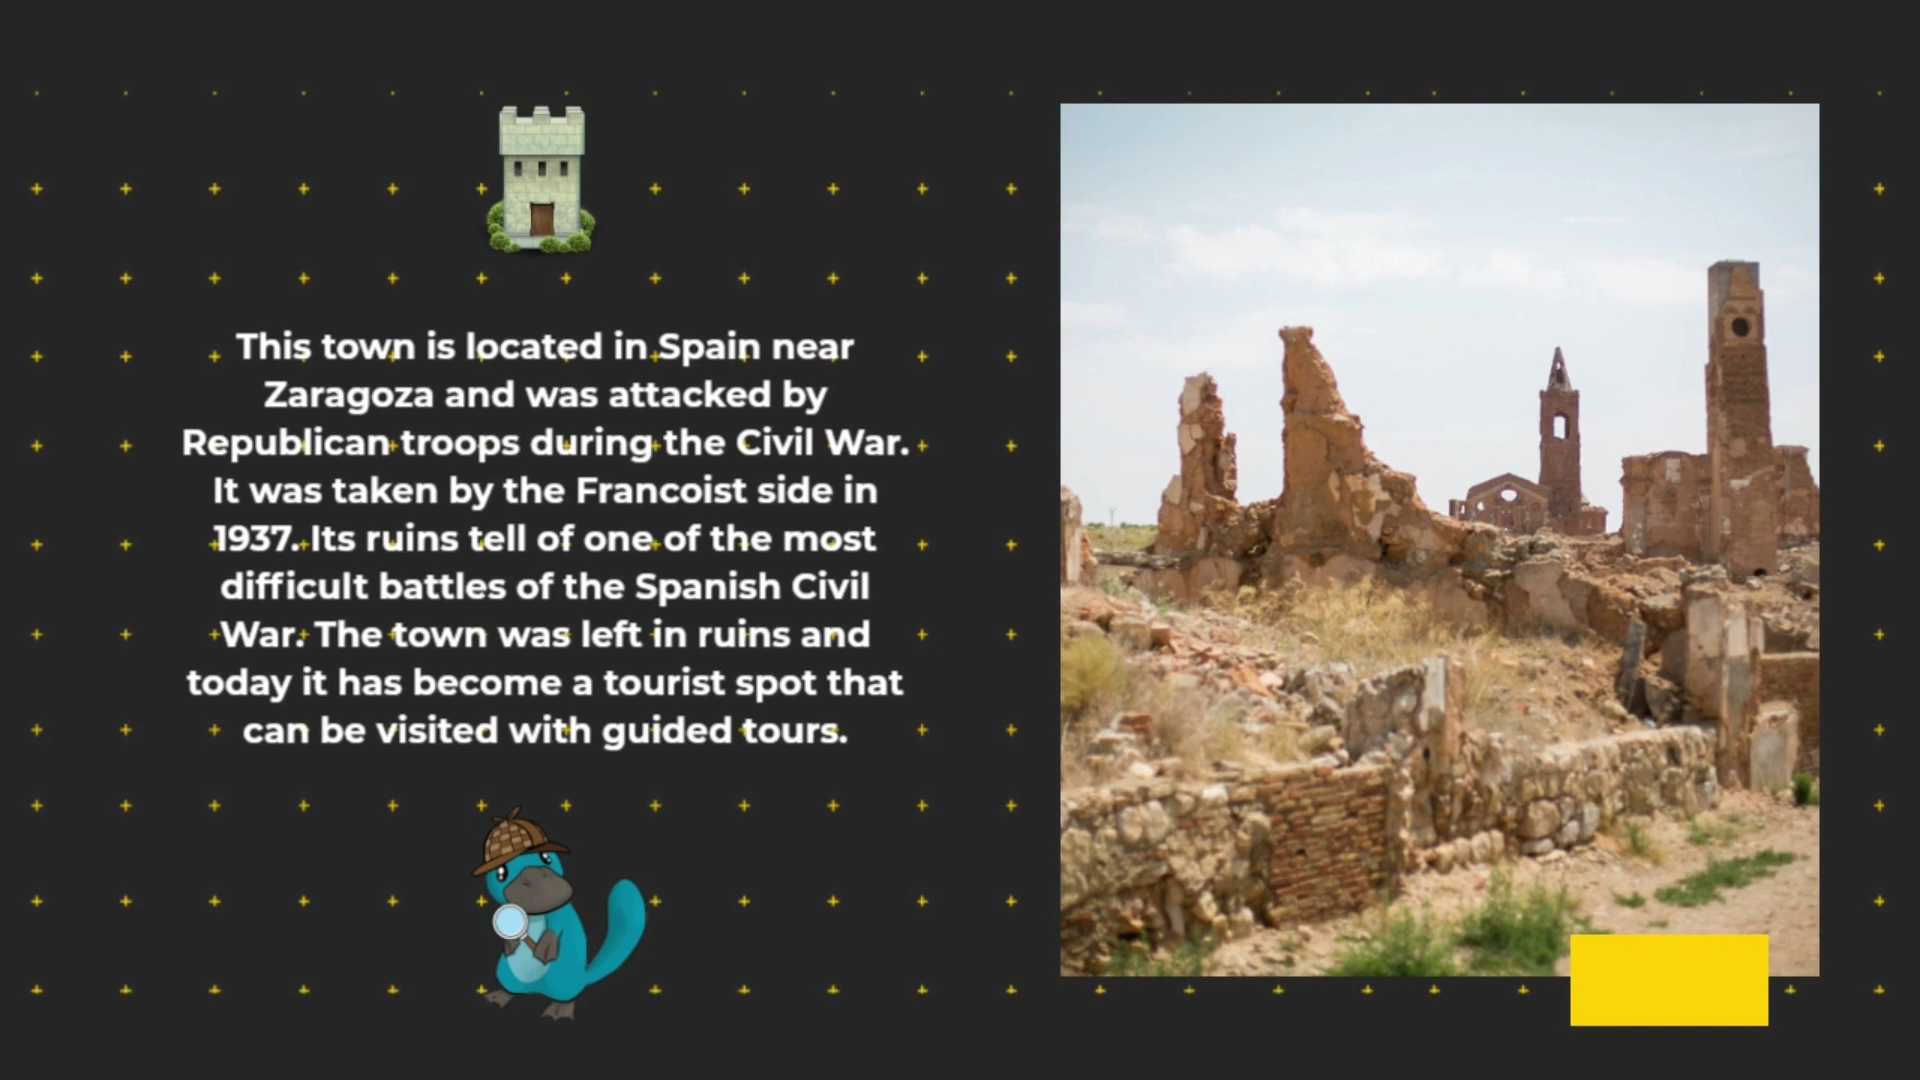 This town is located in Spain near
Zaragoza and was attacked by
Republican troops during the Civil War.
It was taken by the Francoist side in
1937. Its ruins tell of one of the most
difficult battles of the Spanish Civil
War. The town was left in ruins and
today it has become a tourist spot that
can be visited with guided tours.